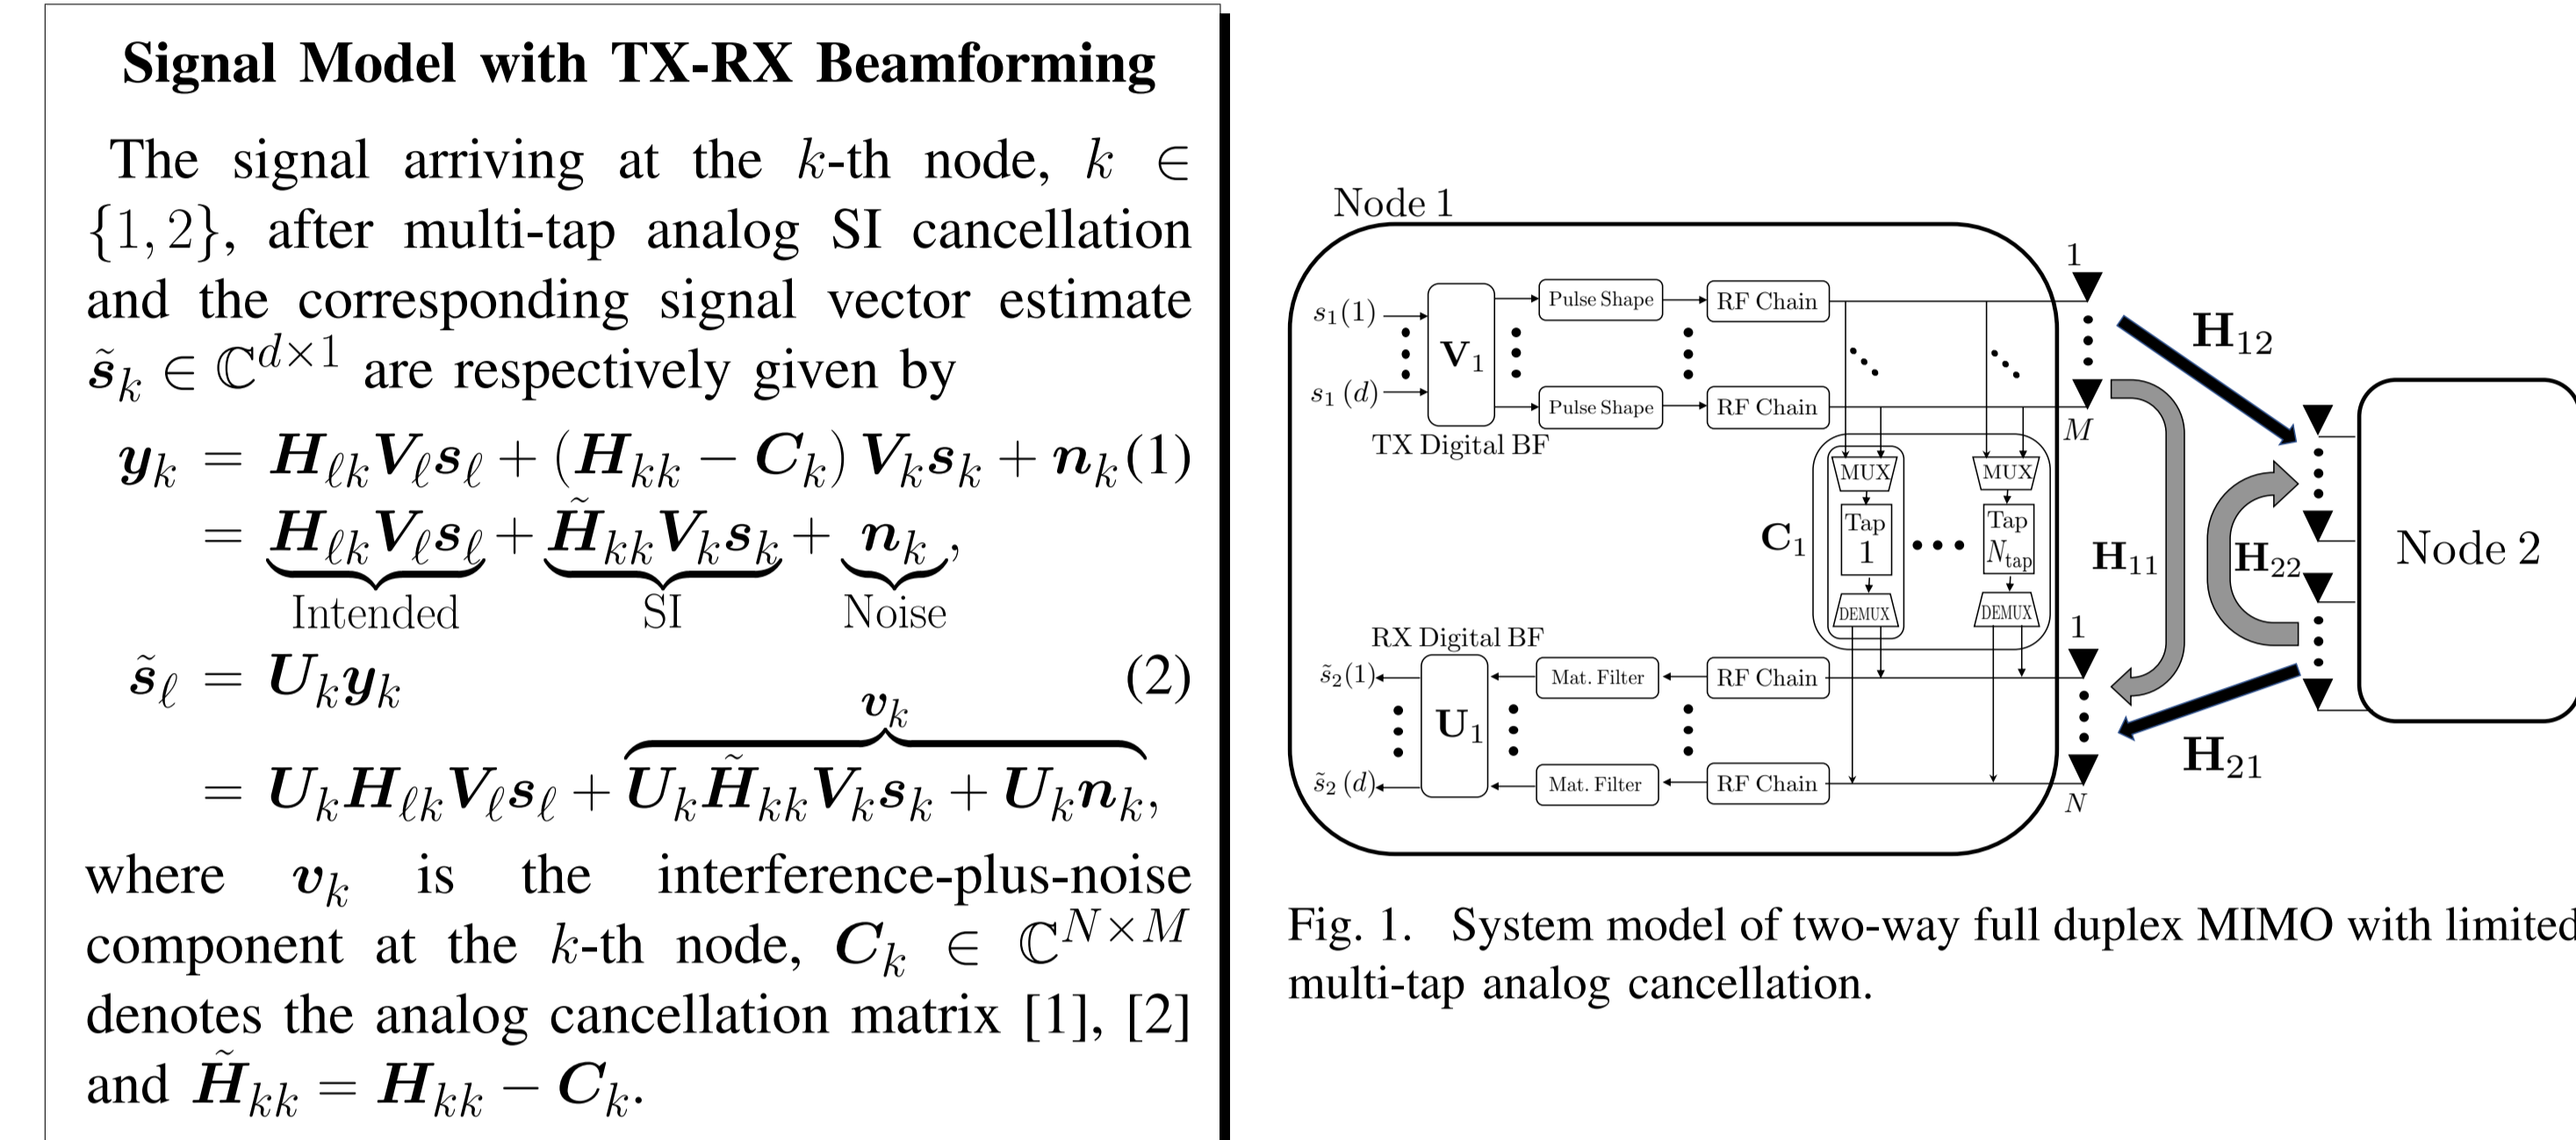 Signal Model with TX-RX Beamforming
The signal arriving at the k-th node, k ∈
{1, 2}, after multi-tap analog SI cancellation
and the corresponding signal vector estimate
s̃_k ∈ ℂ^{d×1} are respectively given by
y_k = H_{ℓk}V_ℓs_ℓ + (H_{kk} − C_k) V_ks_k + n_k (1)
= H_{ℓk}V_ℓs_ℓ + H̃_{kk}V_ks_k + n_k ,
Intended SI Noise
s̃_ℓ = U_ky_k (2)
v_k
= U_kH_{ℓk}V_ℓs_ℓ + U_kH̃_{kk}V_ks_k + U_kn_k,
where v_k is the interference-plus-noise
component at the k-th node, C_k ∈ ℂ^{N×M}
denotes the analog cancellation matrix [1], [2]
and H̃_{kk} = H_{kk} − C_k.
Node 1
1
s_1(1) V_1 Pulse Shape RF Chain
s_1 (d) Pulse Shape RF Chain
M
TX Digital BF
MUX MUX
C_1 Tap 1 Tap N_tap
DEMUX DEMUX
RX Digital BF
1
s̃_2(1) U_1 Mat. Filter RF Chain
s̃_2 (d) Mat. Filter RF Chain
N
H_12
H_11
H_22
H_21
Node 2
Fig. 1. System model of two-way full duplex MIMO with limited
multi-tap analog cancellation.